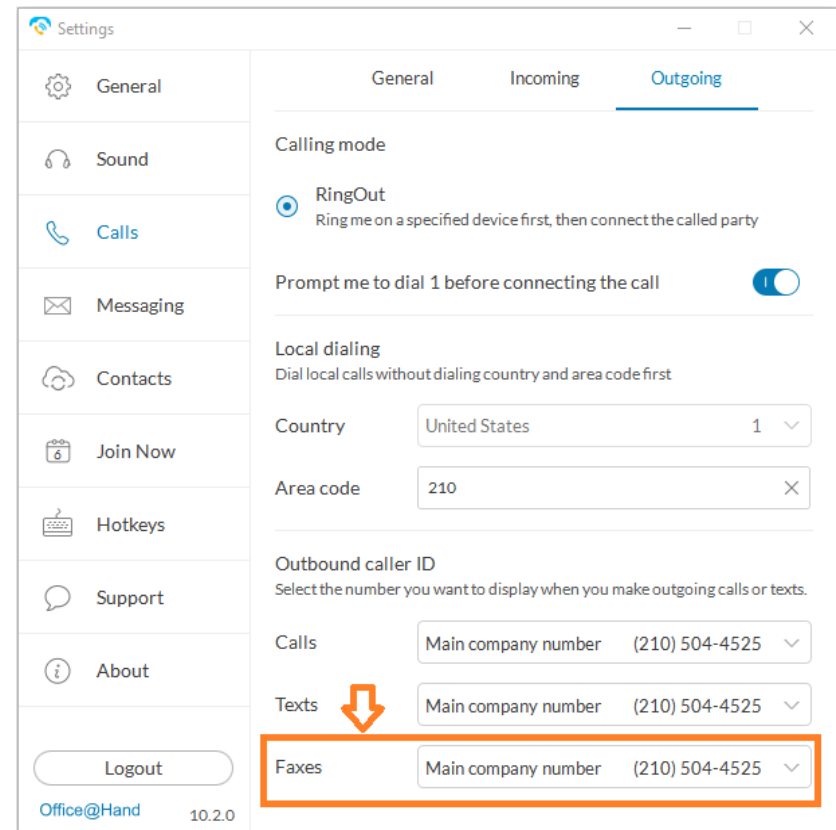 Settings
General
Sound
Calls
Messaging
Contacts
6
Join Now
Hotkeys
Support
i
About
Logout
Office@Hand
10.2.0
General Incoming Outgoing
Calling mode
RingOut
Ring me on a specified device first, then connect the called party
Prompt me to dial 1 before connecting the call
Local dialing
Dial local calls without dialing country and area code first
Country United States 1
Area code 210
Outbound caller ID
Select the number you want to display when you make outgoing calls or texts.
Calls Main company number (210) 504-4525
Texts Main company number (210) 504-4525
Faxes Main company number (210) 504-4525